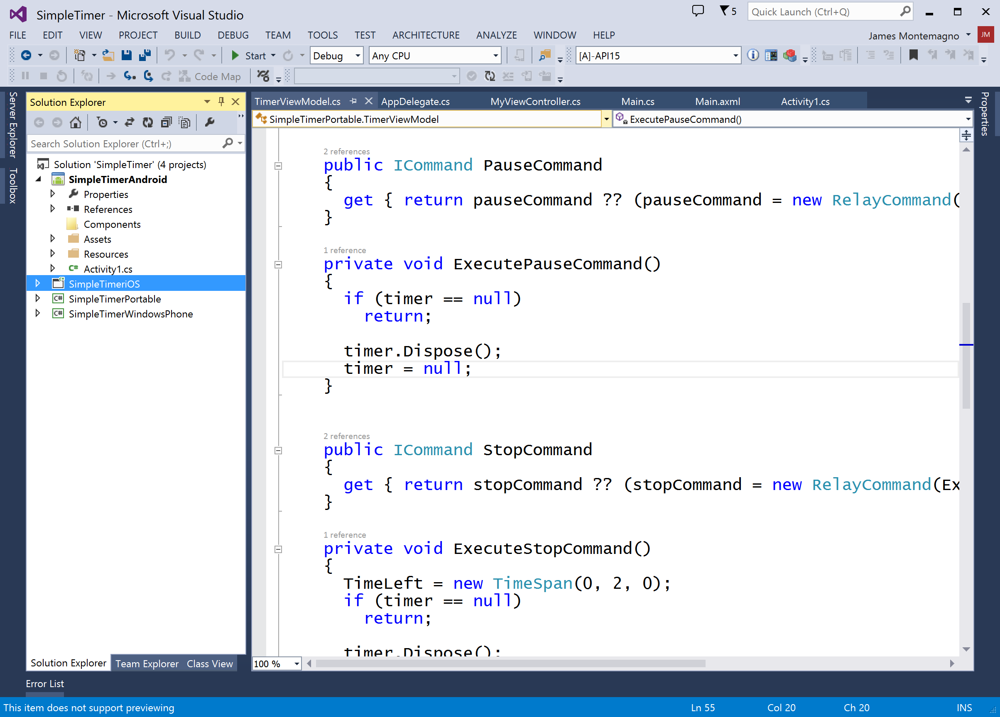 SimpleTimer - Microsoft Visual Studio
5
Quick Launch (Ctrl+Q)
FILE EDIT VIEW PROJECT BUILD DEBUG TEAM TOOLS TEST ARCHITECTURE ANALYZE WINDOW HELP
James Montemagno JM
Start Debug Any CPU [A]-API15
Code Map
Server Explorer
Toolbox
Solution Explorer
Search Solution Explorer (Ctrl+;)
Solution 'SimpleTimer' (4 projects)
SimpleTimerAndroid
Properties
References
Components
Assets
Resources
C# Activity1.cs
SimpleTimeriOS
C# SimpleTimerPortable
C# SimpleTimerWindowsPhone
Solution Explorer Team Explorer Class View
TimerViewModel.cs AppDelegate.cs MyViewController.cs Main.cs Main.axml Activity1.cs
SimpleTimerPortable.TimerViewModel ExecutePauseCommand()
2 references
public ICommand PauseCommand
{
get { return pauseCommand ?? (pauseCommand = new RelayCommand(
}
1 reference
private void ExecutePauseCommand()
{
if (timer == null)
return;
timer.Dispose();
timer = null;
}
2 references
public ICommand StopCommand
{
get { return stopCommand ?? (stopCommand = new RelayCommand(Ex
}
1 reference
private void ExecuteStopCommand()
{
TimeLeft = new TimeSpan(0, 2, 0);
if (timer == null)
return;
timer.Dispose();
100 %
Properties
Error List
This item does not support previewing Ln 55 Col 20 Ch 20 INS